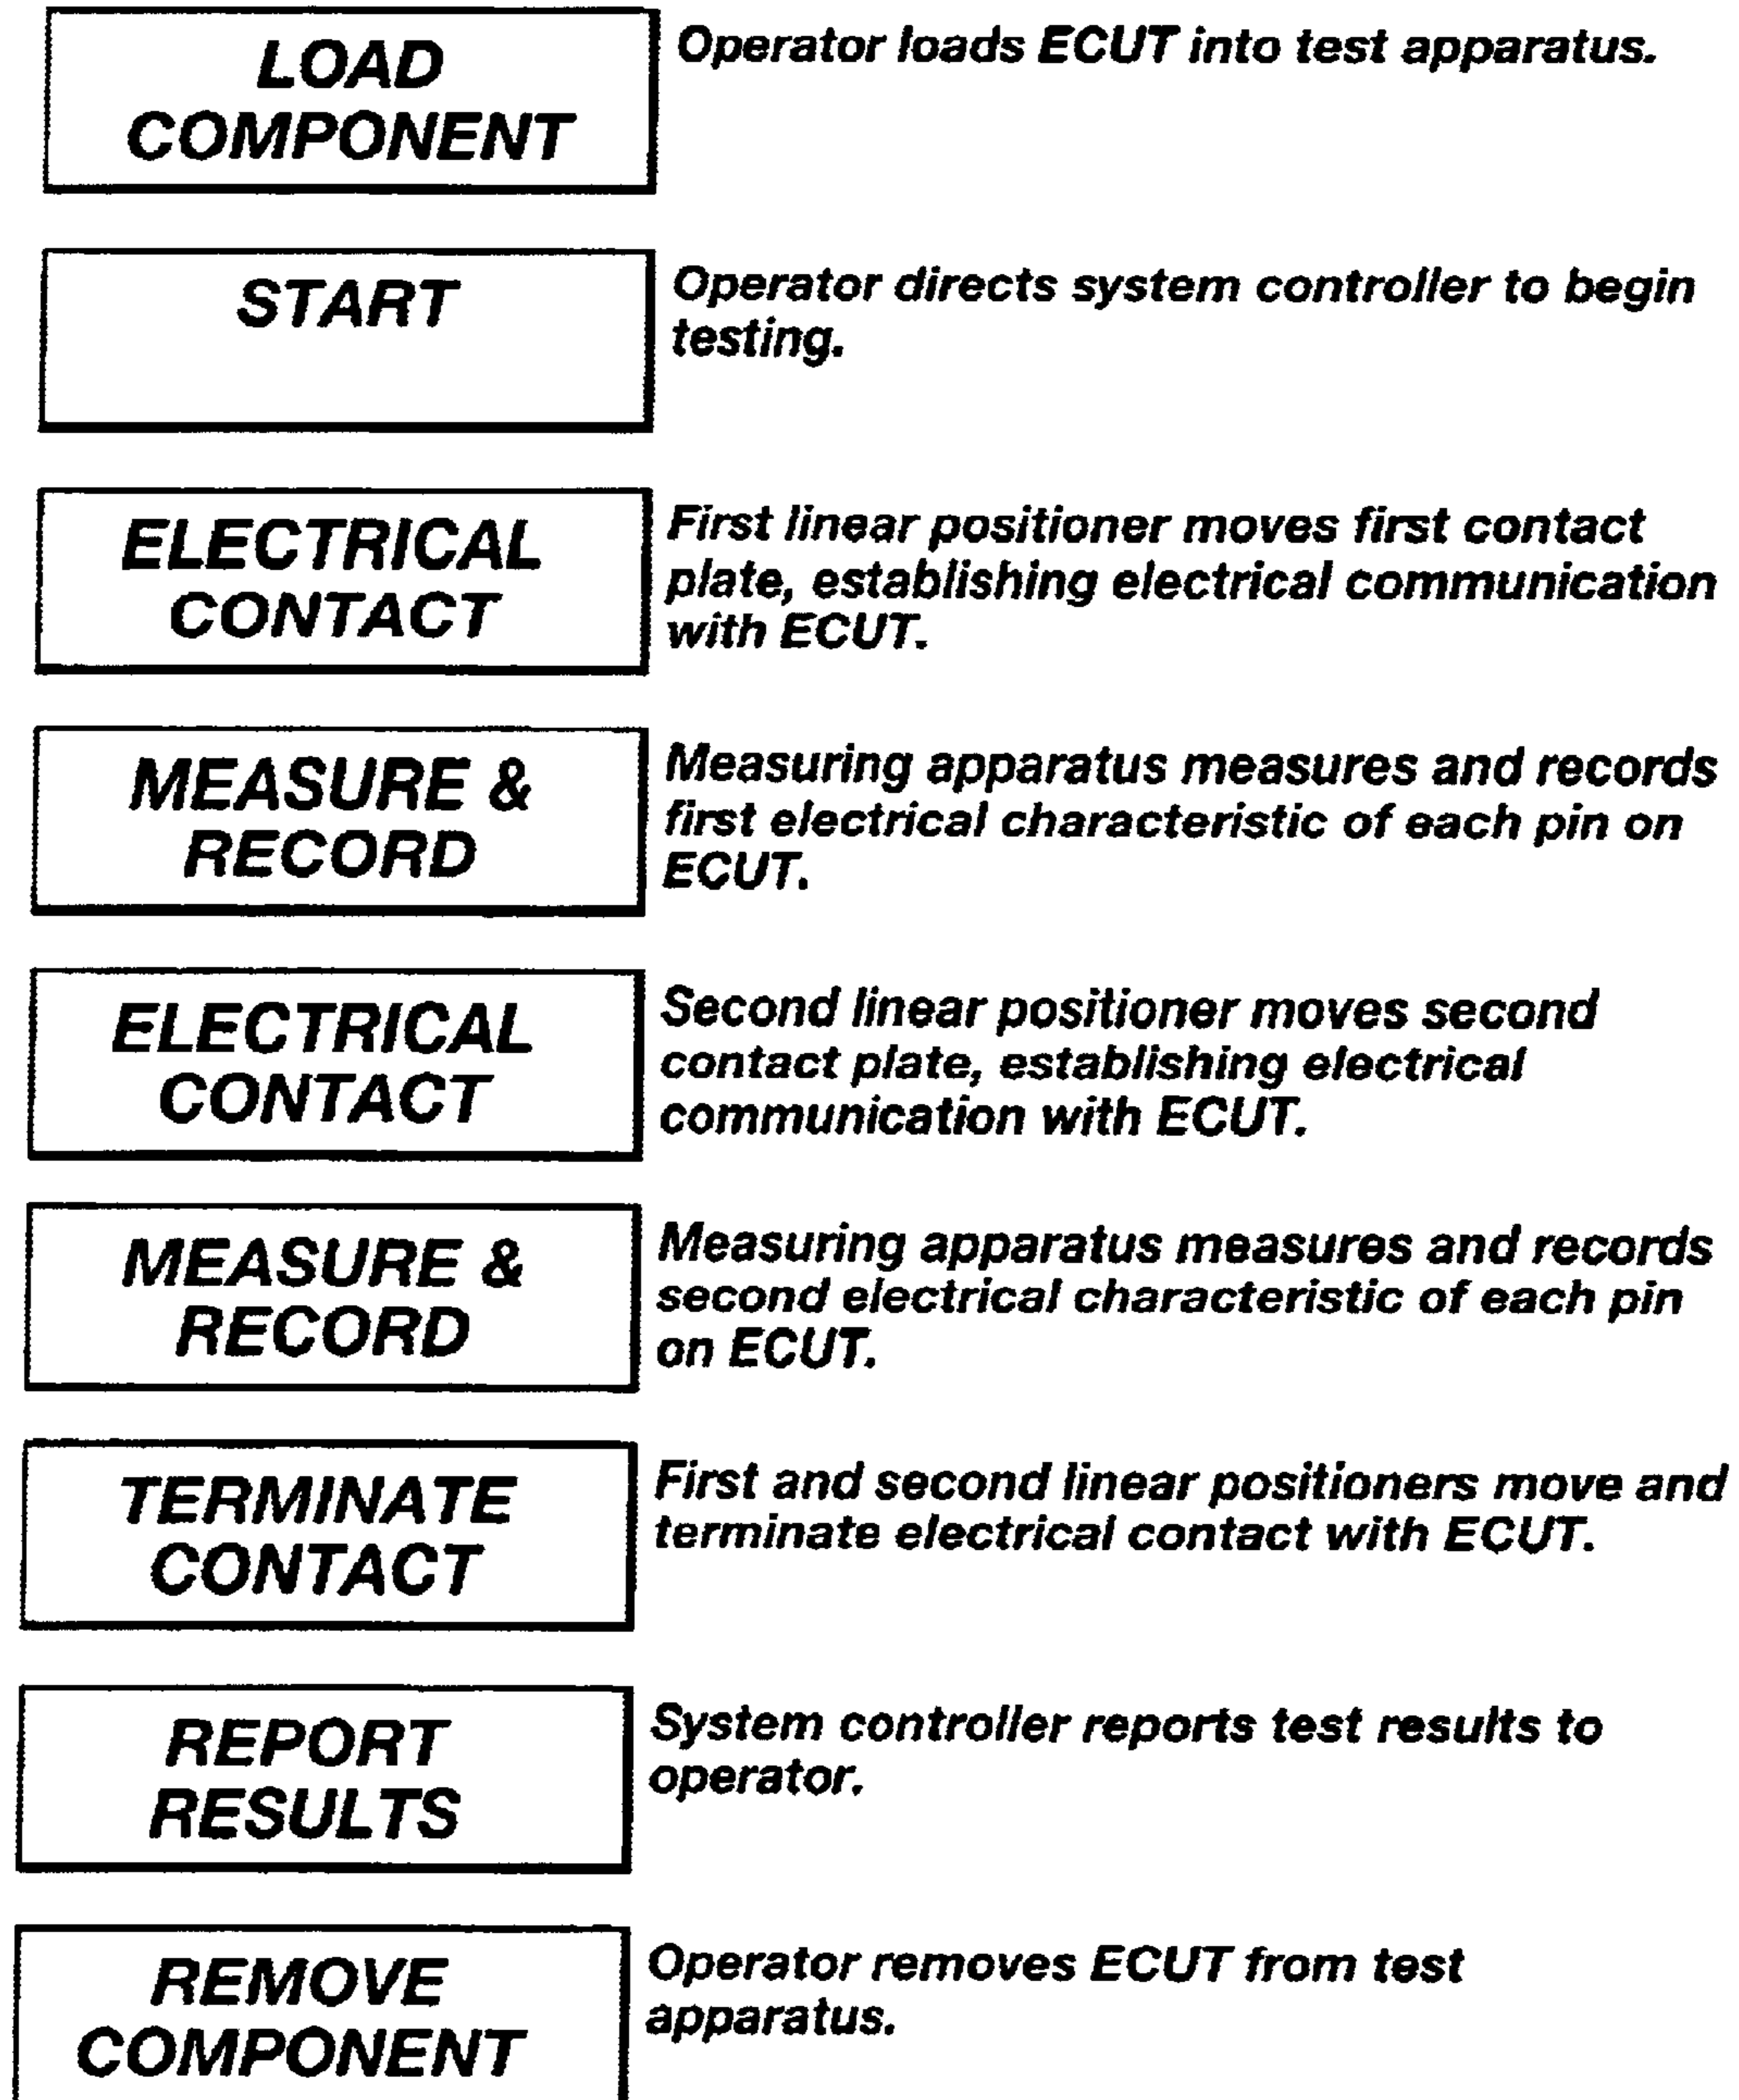 LOAD
COMPONENT
Operator loads ECUT into test apparatus.
START
Operator directs system controller to begin
testing.
ELECTRICAL
CONTACT
First linear positioner moves first contact
plate, establishing electrical communication
with ECUT.
MEASURE &
RECORD
Measuring apparatus measures and records
first electrical characteristic of each pin on
ECUT.
ELECTRICAL
CONTACT
Second linear positioner moves second
contact plate, establishing electrical
communication with ECUT.
MEASURE &
RECORD
Measuring apparatus measures and records
second electrical characteristic of each pin
on ECUT.
TERMINATE
CONTACT
First and second linear positioners move and
terminate electrical contact with ECUT.
REPORT
RESULTS
System controller reports test results to
operator.
REMOVE
COMPONENT
Operator removes ECUT from test
apparatus.